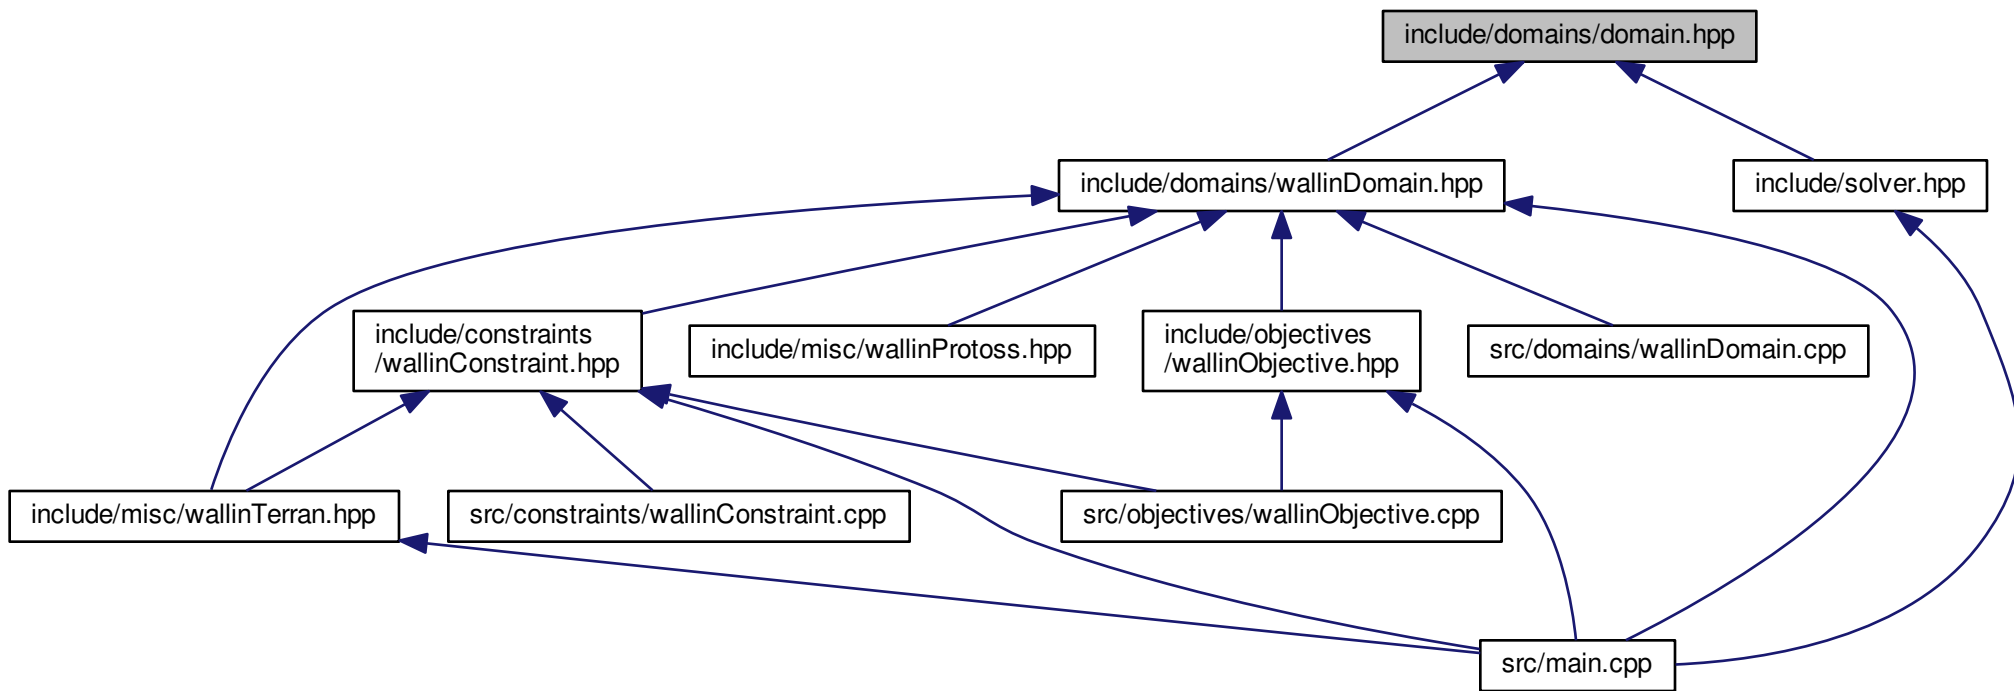 include/domains/domain.hpp
include/domains/wallinDomain.hpp
include/solver.hpp
include/constraints
/wallinConstraint.hpp
include/misc/wallinProtoss.hpp
include/objectives
/wallinObjective.hpp
src/domains/wallinDomain.cpp
include/misc/wallinTerran.hpp
src/constraints/wallinConstraint.cpp
src/objectives/wallinObjective.cpp
src/main.cpp